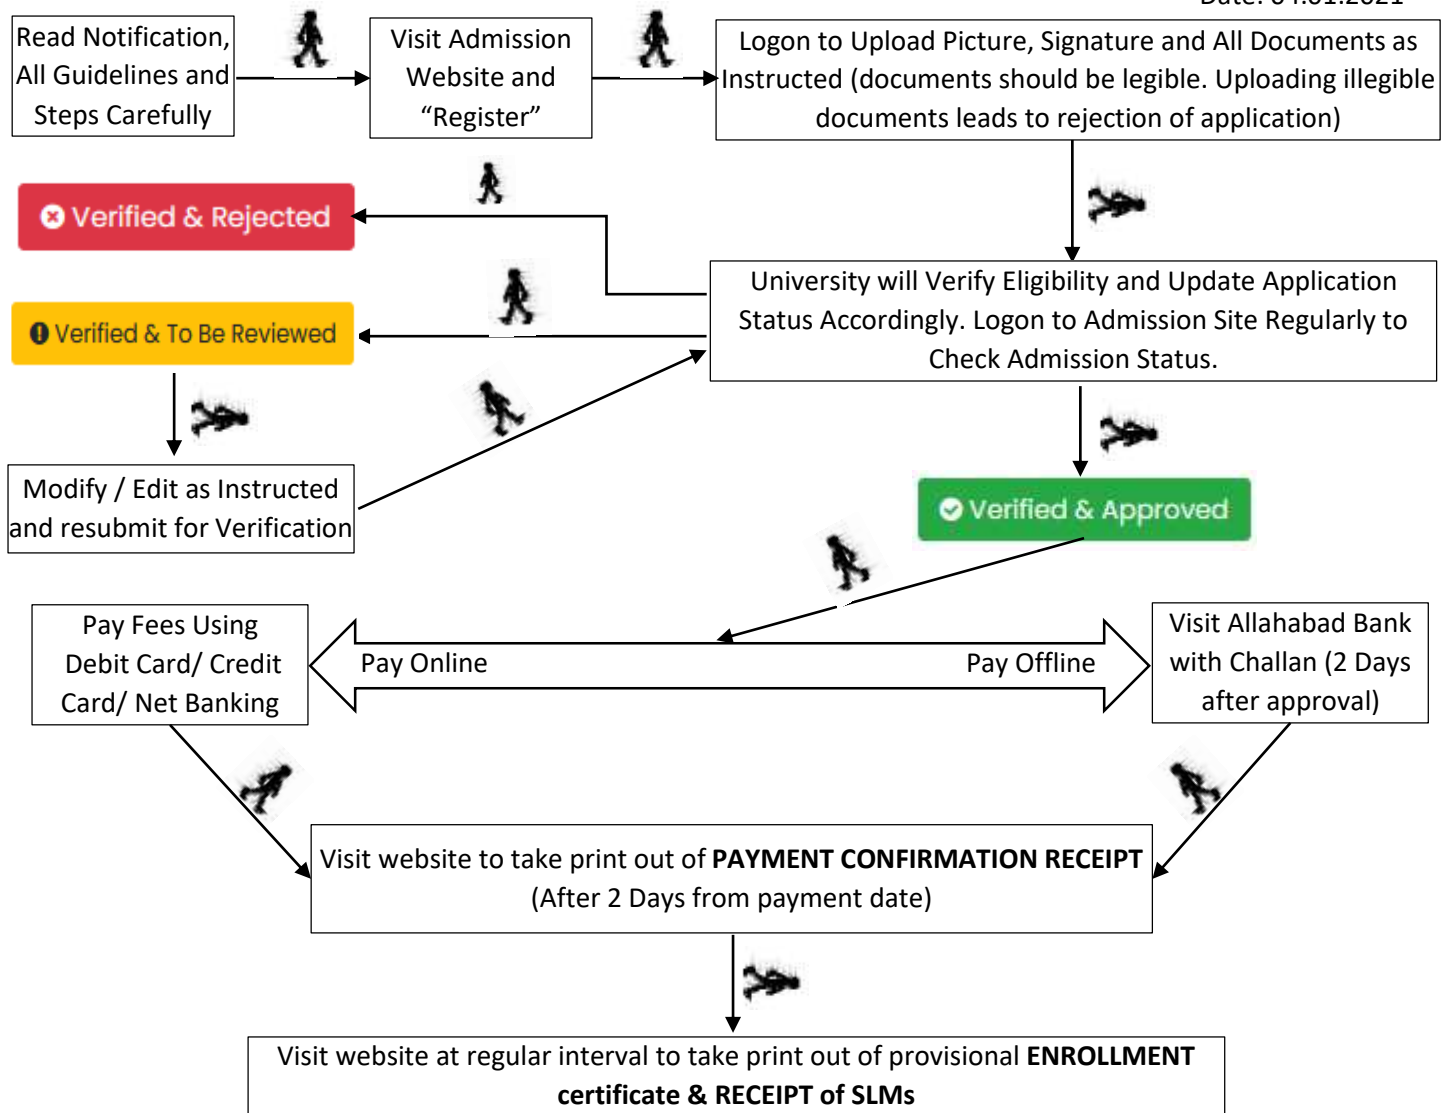 Date: 04.01.2021
Read Notification,
All Guidelines and
Steps Carefully
Visit Admission
Website and
“Register”
Logon to Upload Picture, Signature and All Documents as
Instructed (documents should be legible. Uploading illegible
documents leads to rejection of application)
Verified & Rejected
University will Verify Eligibility and Update Application
Status Accordingly. Logon to Admission Site Regularly to
Check Admission Status.
Verified & To Be Reviewed
Modify / Edit as Instructed
and resubmit for Verification
Verified & Approved
Pay Fees Using
Debit Card/ Credit
Card/ Net Banking
Pay Online
Pay Offline
Visit Allahabad Bank
with Challan (2 Days
after approval)
Visit website to take print out of PAYMENT CONFIRMATION RECEIPT
(After 2 Days from payment date)
Visit website at regular interval to take print out of provisional ENROLLMENT
certificate & RECEIPT of SLMs